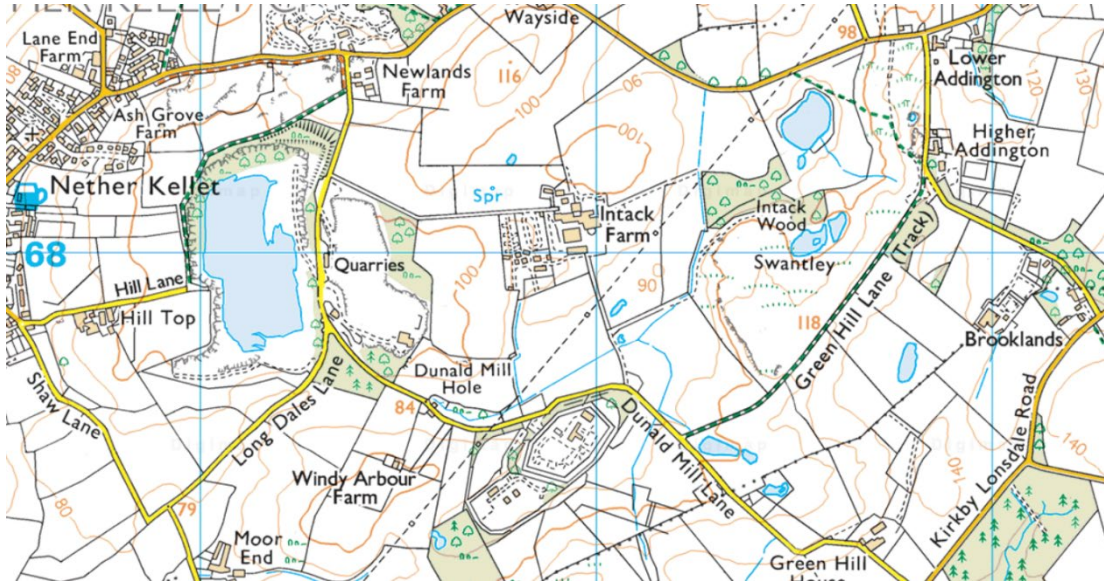 Wayside
Lane End
Farm
98
Newlands
Farm
116
100
90
100
Lower
Addington
120
130
Ash Grove
Farm
Higher
Addington
Nether Kellet
Spr
Intack
Farm
Intack
Wood
Swantley
68
Quarries
100
90
Green Hill Lane
(Track)
118
Hill Lane
Hill Top
Brooklands
Shaw Lane
Long Dales Lane
Dunald Mill
Hole
84
Dunald Mill Lane
Kirkby Lonsdale Road
140
140
Windy Arbour
Farm
80
79
Moor
End
Green Hill